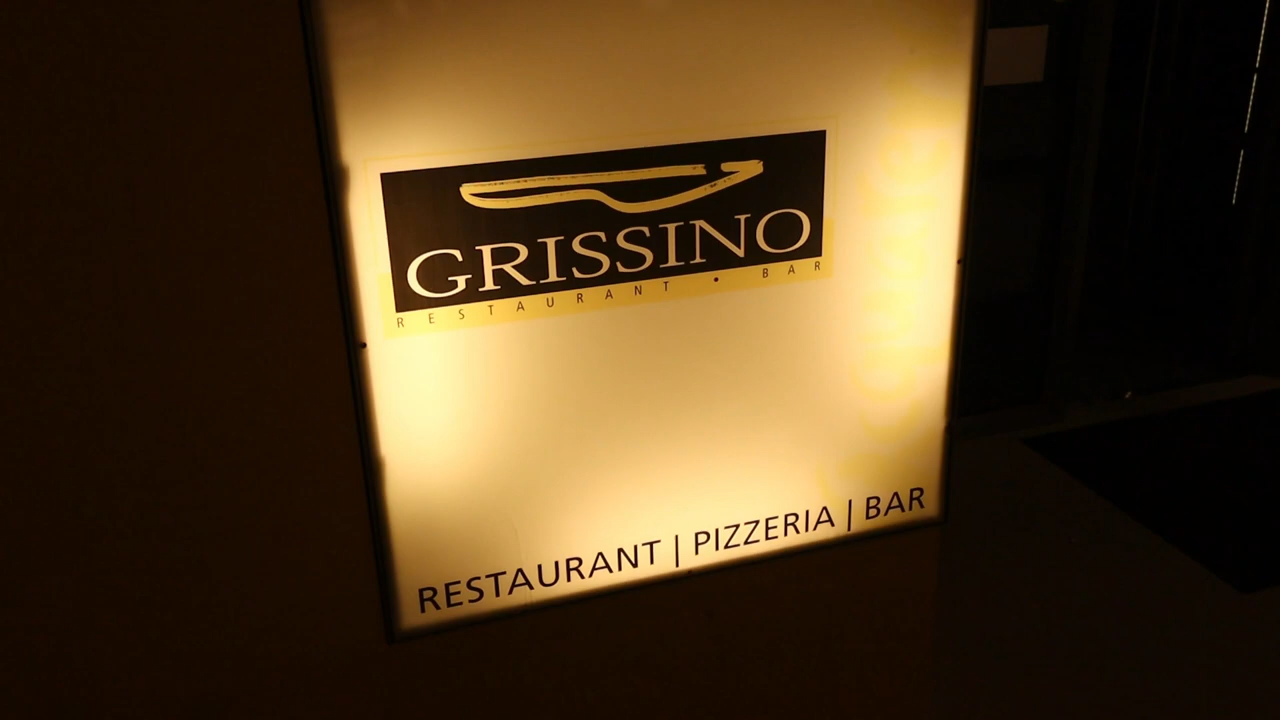 GRISSINO
RESTAURANT • BAR
RESTAURANT | PIZZERIA | BAR